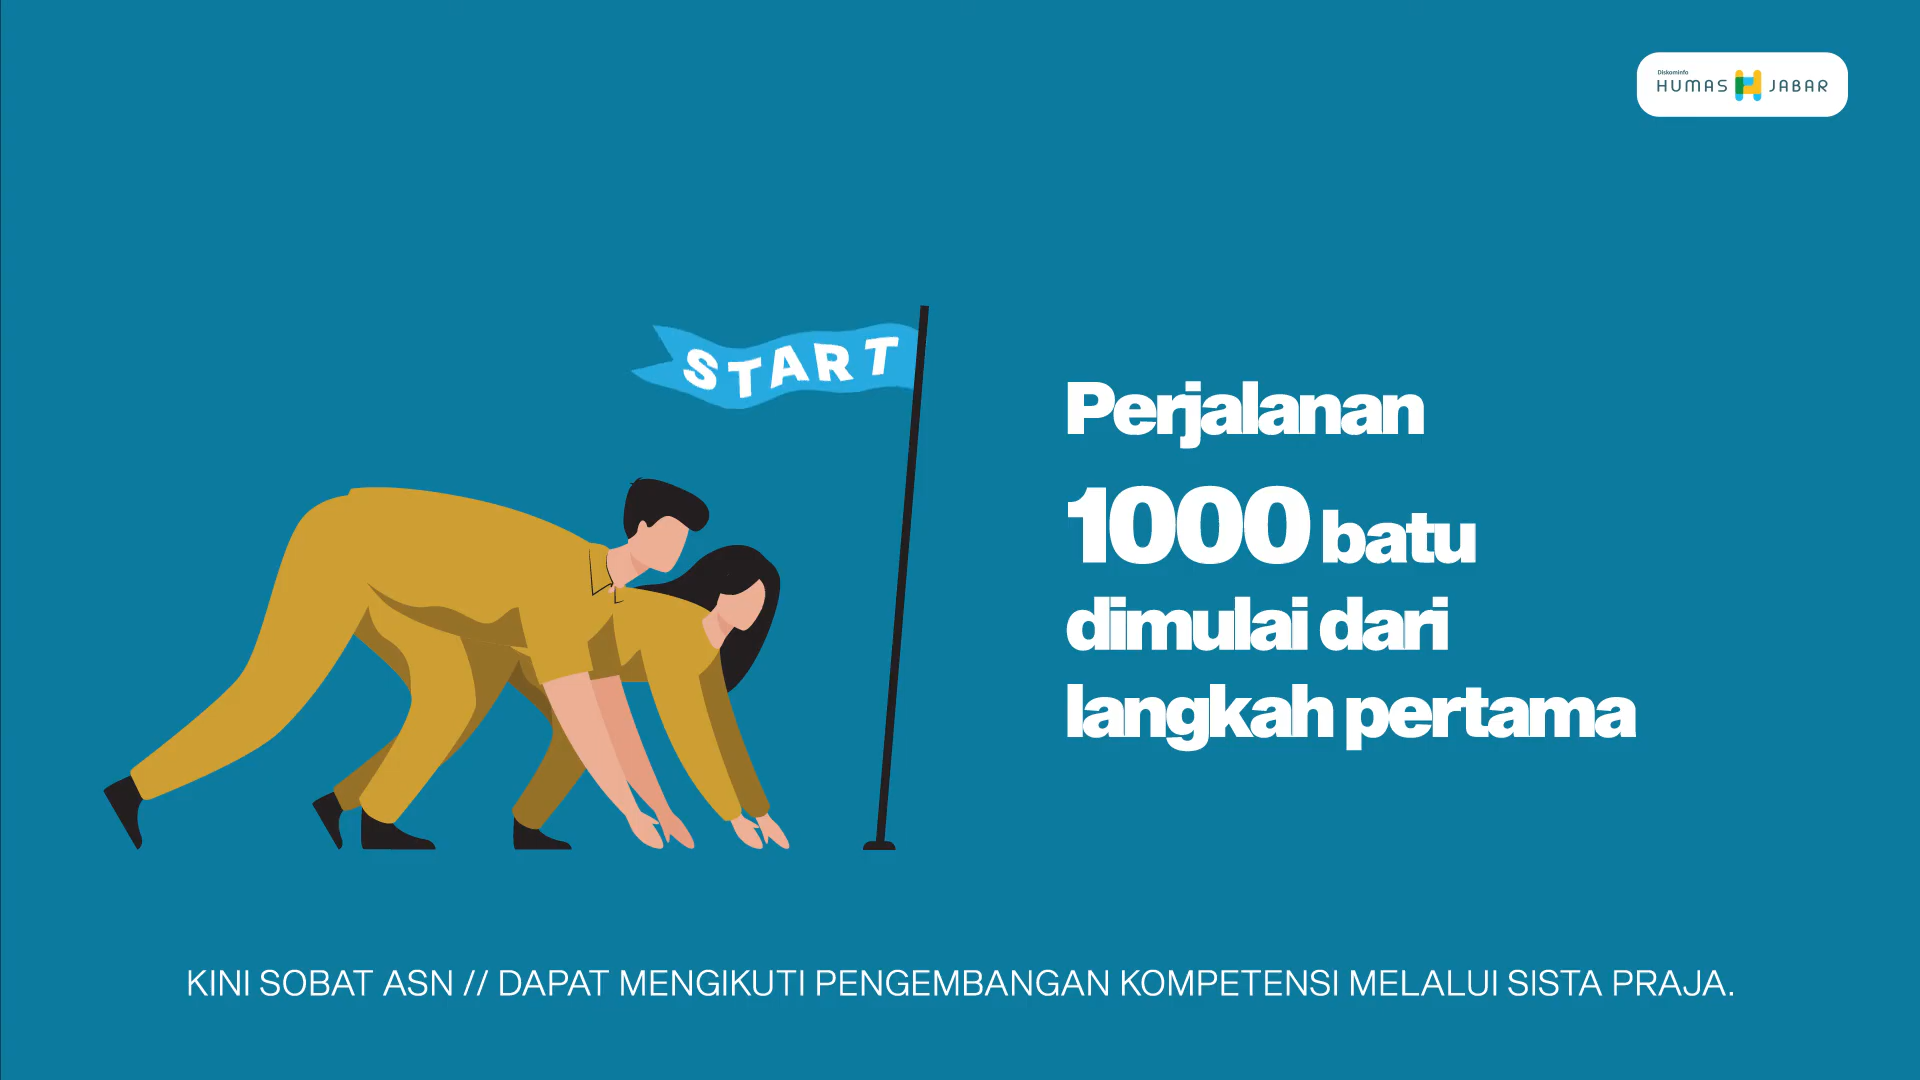 Diskominfo
HUMAS JABAR
START
Perjalanan
1000 batu
dimulai dari
langkah pertama
KINI SOBAT ASN // DAPAT MENGIKUTI PENGEMBANGAN KOMPETENSI MELALUI SISTA PRAJA.